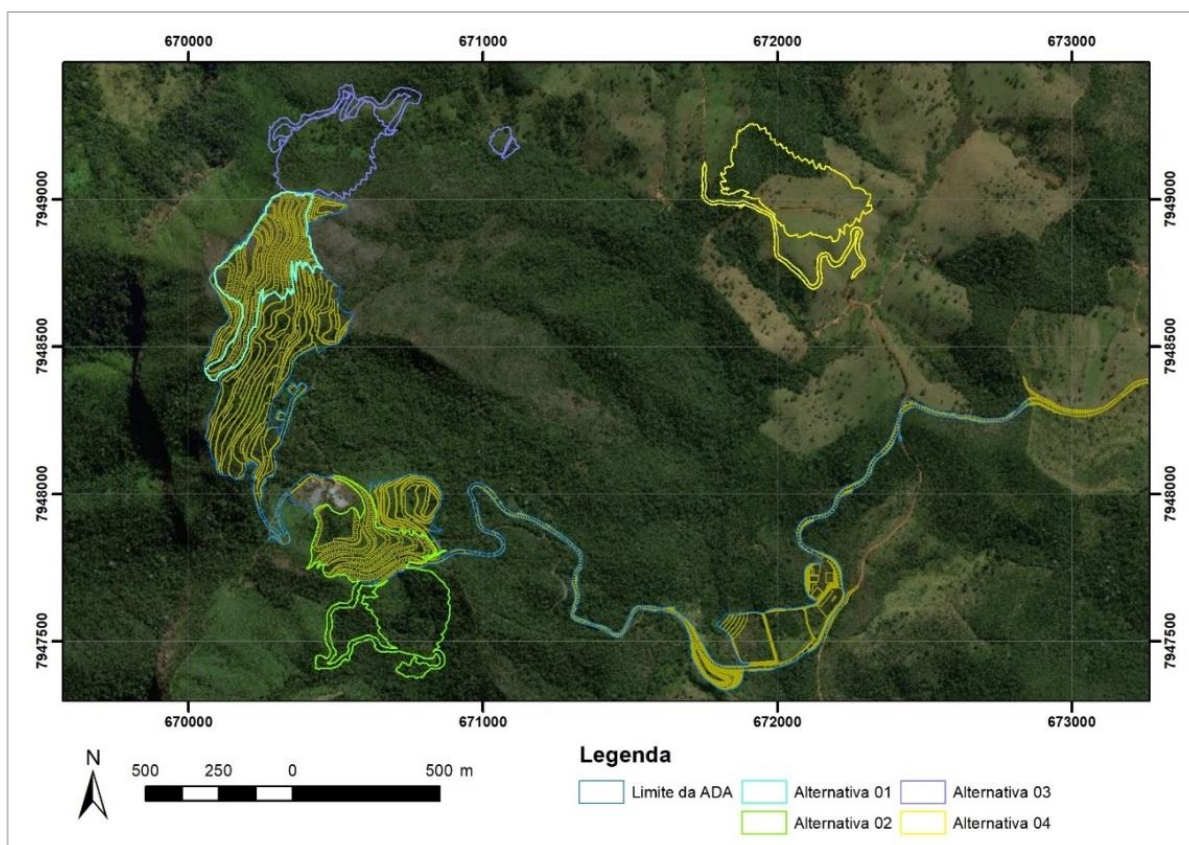 670000 671000 672000 673000
7949000 7949000
7948500 7948500
7948000 7948000
7947500 7947500
670000 671000 672000 673000
N
500 250 0 500 m
Legenda
Limite da ADA Alternativa 01 Alternativa 03
Alternativa 02 Alternativa 04